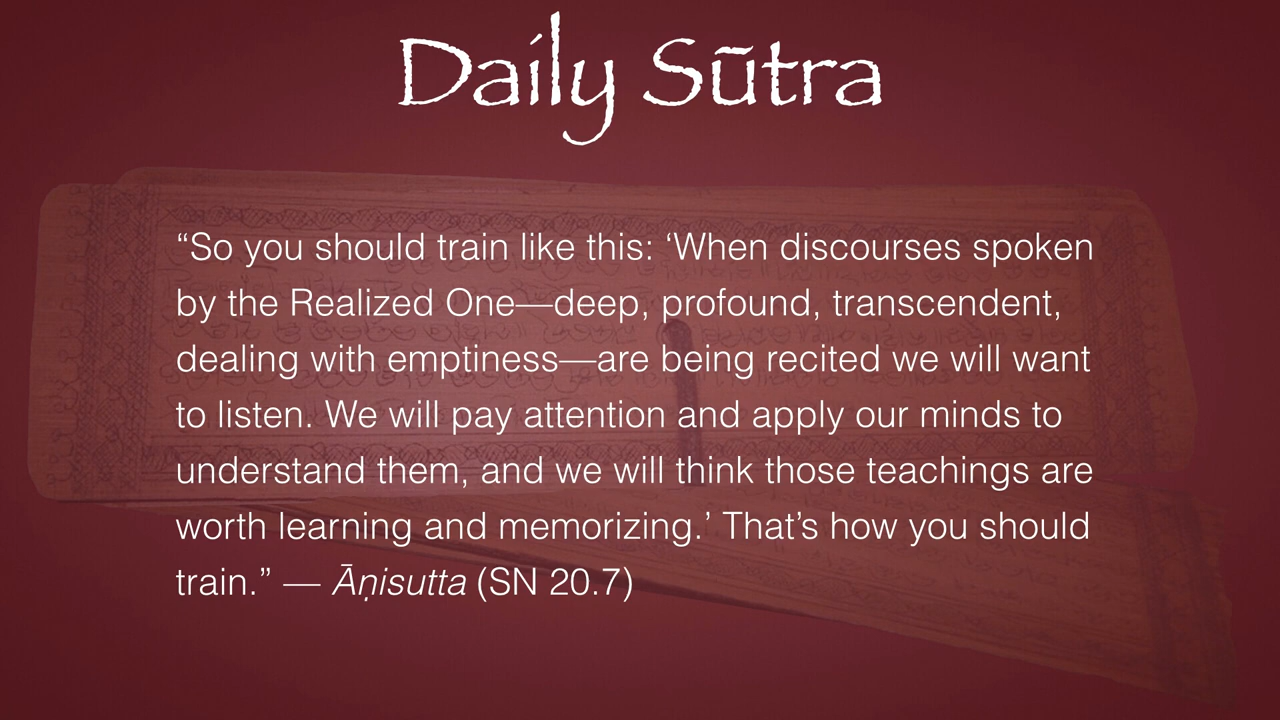 Daily Sūtra
“So you should train like this: ‘When discourses spoken
by the Realized One—deep, profound, transcendent,
dealing with emptiness—are being recited we will want
to listen. We will pay attention and apply our minds to
understand them, and we will think those teachings are
worth learning and memorizing.’ That’s how you should
train.” — Āṇisutta (SN 20.7)